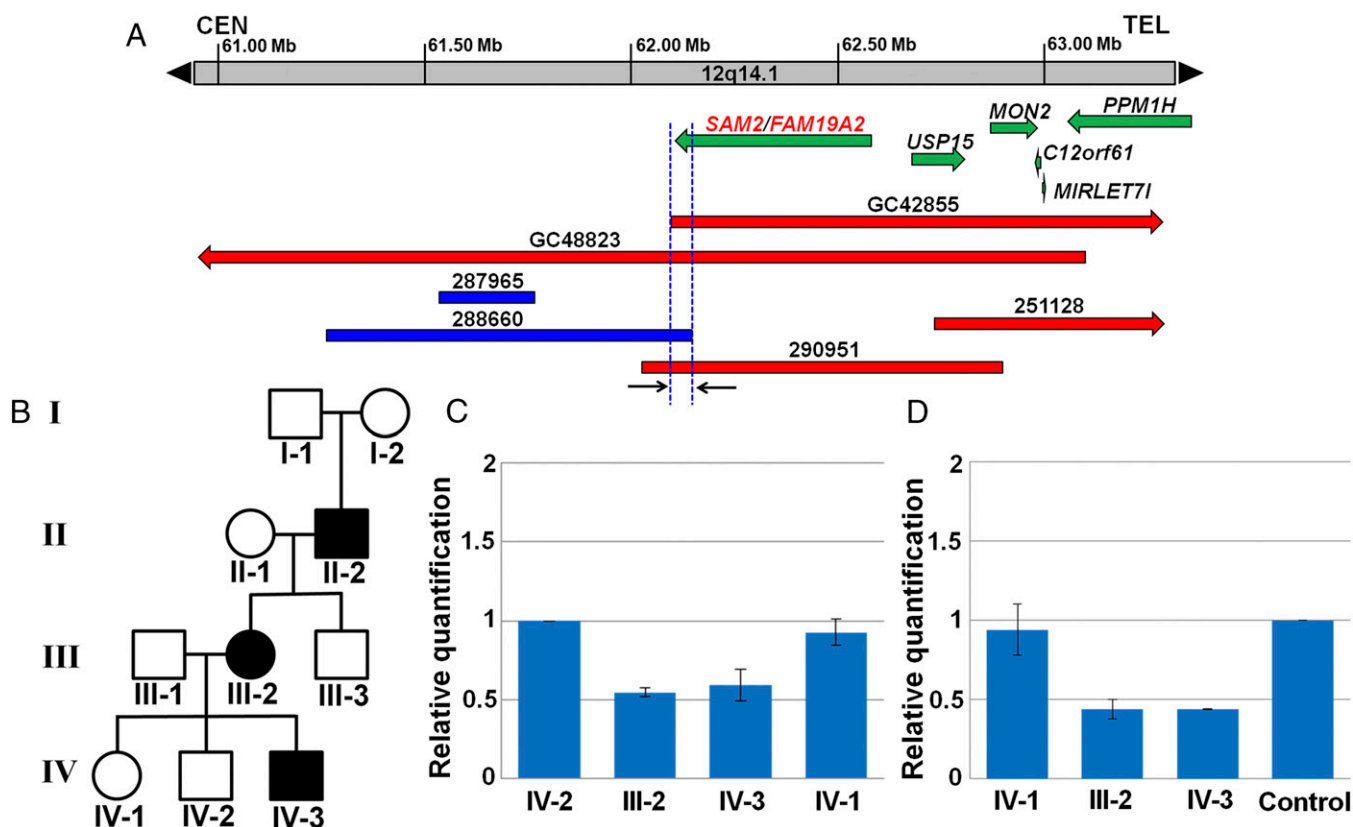 A
CEN
TEL
61.00 Mb 61.50 Mb 62.00 Mb 62.50 Mb 63.00 Mb
12q14.1
SAM2/FAM19A2
USP15
MON2
PPM1H
C12orf61
MIRLET7I
GC42855
GC48823
287965
251128
288660
290951
B
I
I-1 I-2
II
II-1 II-2
III
III-1 III-2 III-3
IV
IV-1 IV-2 IV-3
C
Relative quantification
2
1.5
1
0.5
0
IV-2 III-2 IV-3 IV-1
D
Relative quantification
2
1.5
1
0.5
0
IV-1 III-2 IV-3 Control